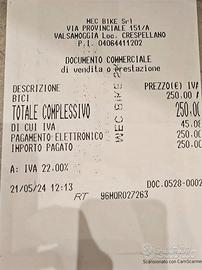 MEC BIKE Srl
VIA PROVINCIALE 151/A
VALSAMOGGIA Loc. CRESPELLANO
P.I. 04064411202
DOCUMENTO COMMERCIALE
di vendita o prestazione
DESCRIZIONE PREZZO(€) IVA
BICI 250,00 A
TOTALE COMPLESSIVO 250,00
DI CUI IVA 45,08
PAGAMENTO ELETTRONICO 250,00
IMPORTO PAGATO 250,00
A: IVA 22,00%
21/05/24 12:13 DOC.0528-0002
RT 96MOR027263
MEC BIKE
Scansionato con CamScanner